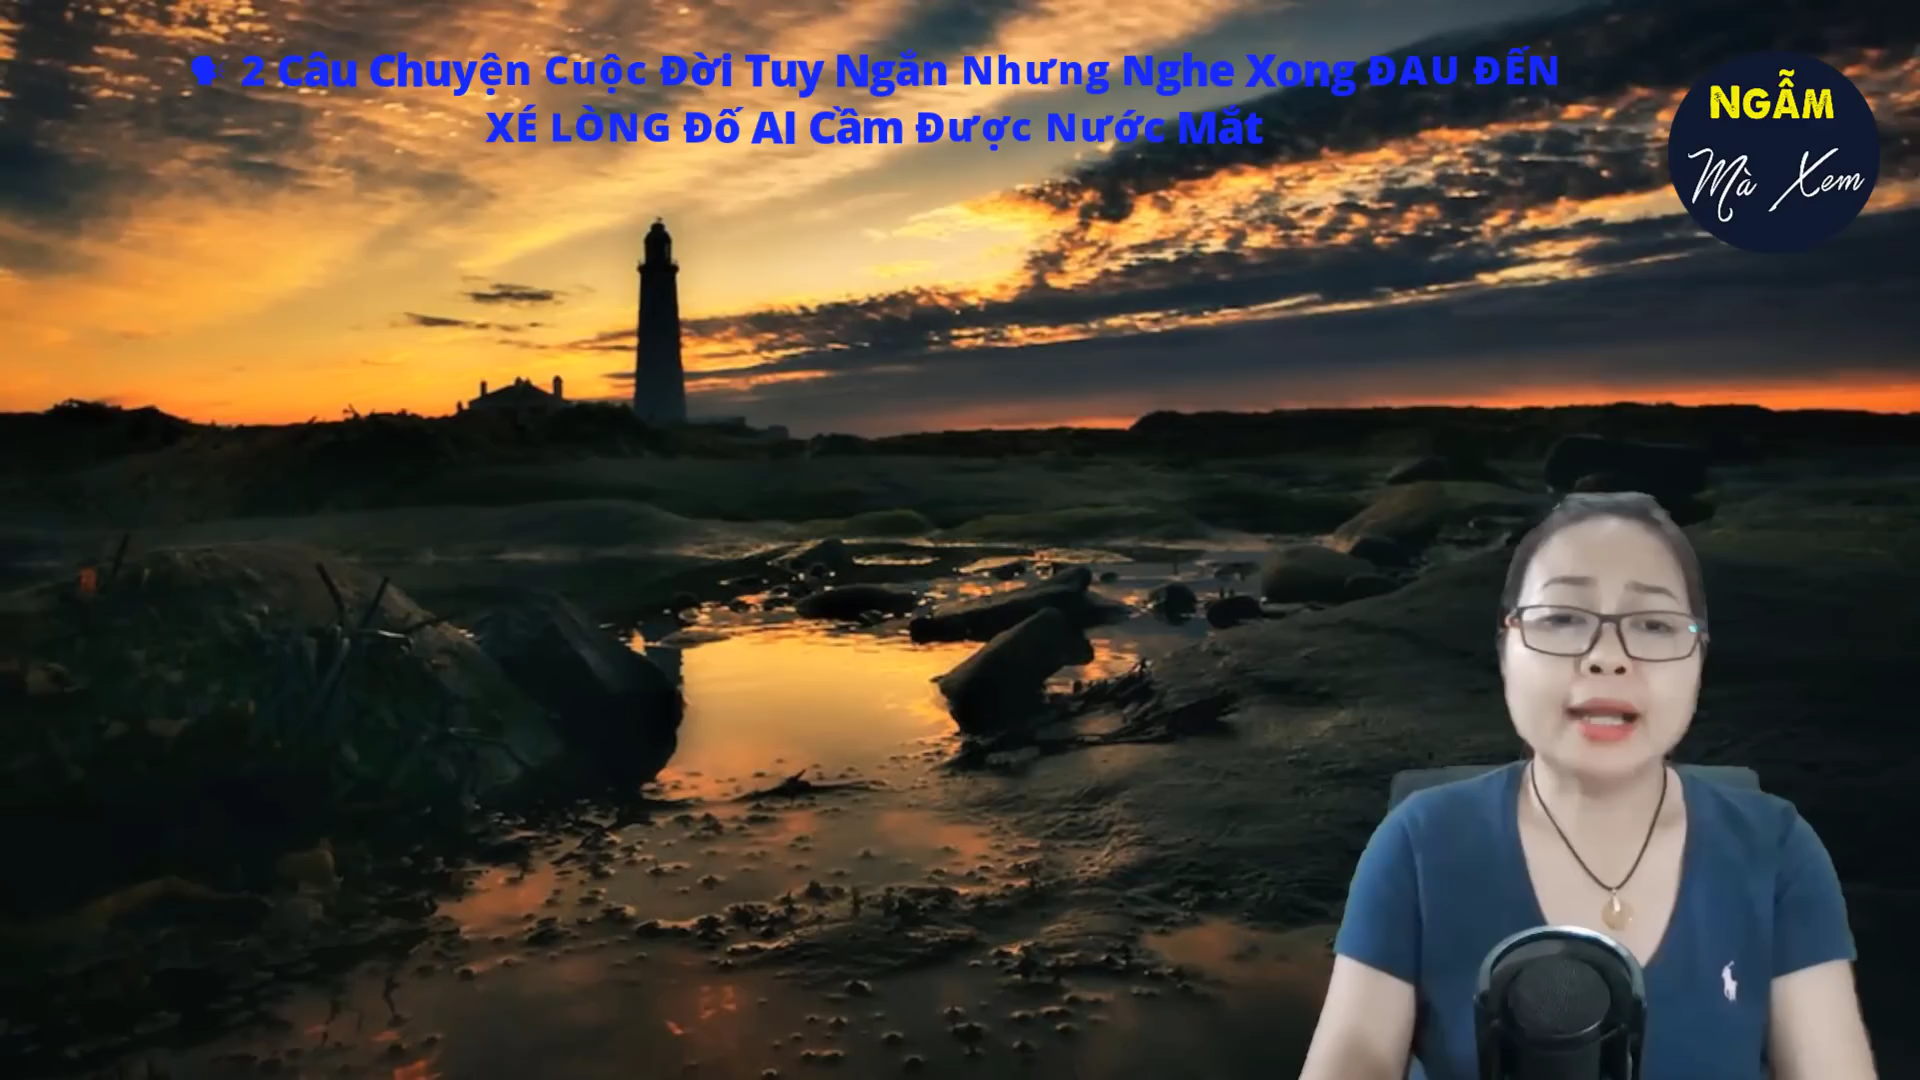 🗣 2 Câu Chuyện Cuộc Đời Tuy Ngắn Nhưng Nghe Xong ĐAU ĐẾN
XÉ LÒNG Đố AI Cầm Được Nước Mắt
NGẪM
Mà Xem